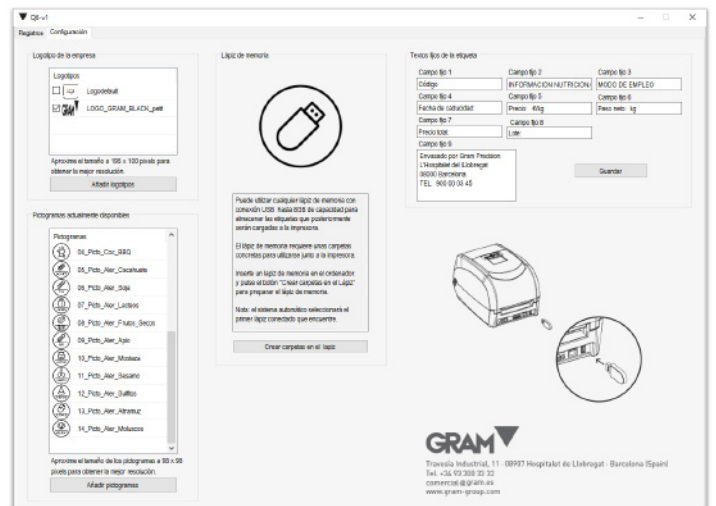 Q6-v1
Registros Configuración
Logotipo de la empresa
Logotipos
Logodefault
LOGO_GRAM_BLACK_petit
Aproxime el tamaño a 196 x 100 pixels para
obtener la mejor resolución.
Añadir logotipos
Pictogramas actualmente disponibles
Pictogramas
04_Picto_Coc_BBQ
05_Picto_Aler_Cacahuete
06_Picto_Aler_Soja
07_Picto_Aler_Lacteos
08_Picto_Aler_Frutos_Secos
09_Picto_Aler_Apio
10_Picto_Aler_Mostaza
11_Picto_Aler_Sesamo
12_Picto_Aler_Sulfitos
13_Picto_Aler_Altramuz
14_Picto_Aler_Moluscos
Aproxime el tamaño de los pictogramas a 98 x 98
pixels para obtener la mejor resolución.
Añadir pictogramas
Lápiz de memoria
Puede utilizar cualquier lápiz de memoria con
conexión USB hasta 8GB de capacidad para
almacenar las etiquetas que posteriormente
serán cargadas a la impresora.
El lápiz de memoria requiere unas carpetas
concretas para utilizarse junto a la impresora.
Inserte un lápiz de memoria en el ordenador
y pulse el botón "Crear carpetas en el Lápiz"
para preparar el lápiz de memoria.
Nota: el sistema automático seleccionará el
primer lápiz conectado que encuentre.
Crear carpetas en el lapiz
Textos fijos de la etiqueta
Campo fijo 1 Campo fijo 2 Campo fijo 3
Código: INFORMACION NUTRICION MODO DE EMPLEO
Campo fijo 4 Campo fijo 5 Campo fijo 6
Fecha de caducidad: Precio: €/kg Peso neto: kg
Campo fijo 7 Campo fijo 8
Precio total: Lote:
Campo fijo 9
Envasado por Gram Precision
L'Hospitalet del Llobregat
08000 Barcelona
TEL. 900 00 03 45
Guardar
GRAM
Travesía Industrial, 11 · 08907 Hospitalet de Llobregat · Barcelona (Spain)
Tel. +34 93 300 33 32
comercial@gram.es
www.gram-group.com